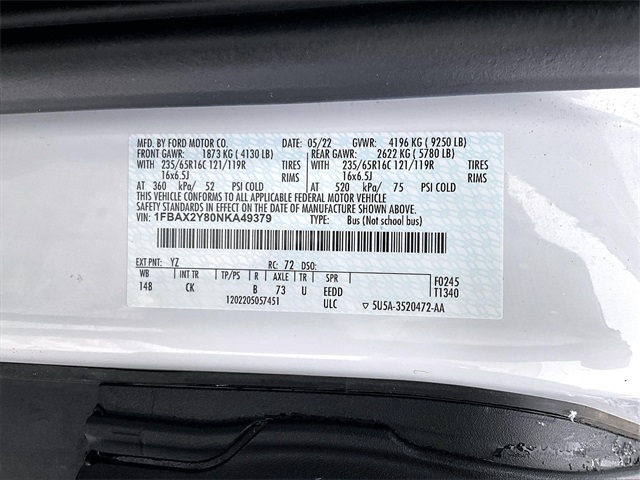 MFD. BY FORD MOTOR CO. DATE: 05/22 GVWR: 4196 KG (9250 LB)
FRONT GAWR: 1873 KG (4130 LB) REAR GAWR: 2622 KG (5780 LB)
WITH 235/65R16C 121/119R TIRES WITH 235/65R16C 121/119R TIRES
16x6.5J RIMS 16x6.5J RIMS
AT 360 kPa/ 52 PSI COLD AT 520 kPa/ 75 PSI COLD
THIS VEHICLE CONFORMS TO ALL APPLICABLE FEDERAL MOTOR VEHICLE
SAFETY STANDARDS IN EFFECT ON THE DATE OF MANUFACTURE SHOWN ABOVE.
VIN: 1FBAX2Y80NKA49379 TYPE: Bus (Not School Bus)
EXT PNT: YZ RC: 72 DSO:
WB INT TR TP/PS R AXLE TR SPR F0245
148 CK B 73 U EEDD T1340
1202205057451 ULC ▽ 5U5A-3520472-AA